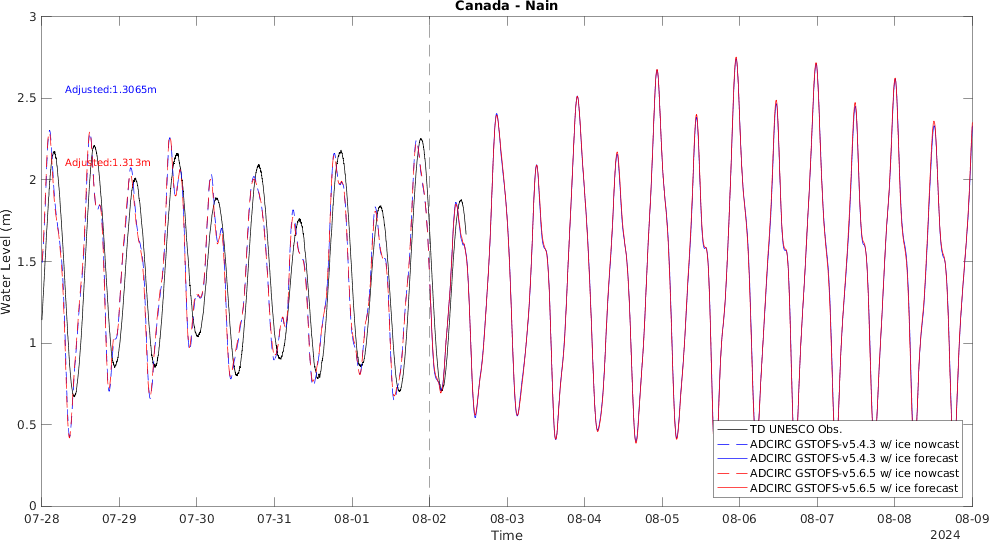 Canada - Nain
3
2.5
2
1.5
1
0.5
0
Water Level (m)
Adjusted:1.3065m
Adjusted:1.313m
TD UNESCO Obs.
ADCIRC GSTOFS-v5.4.3 w/ ice nowcast
ADCIRC GSTOFS-v5.4.3 w/ ice forecast
ADCIRC GSTOFS-v5.6.5 w/ ice nowcast
ADCIRC GSTOFS-v5.6.5 w/ ice forecast
07-28 07-29 07-30 07-31 08-01 08-02 08-03 08-04 08-05 08-06 08-07 08-08 08-09
Time
2024